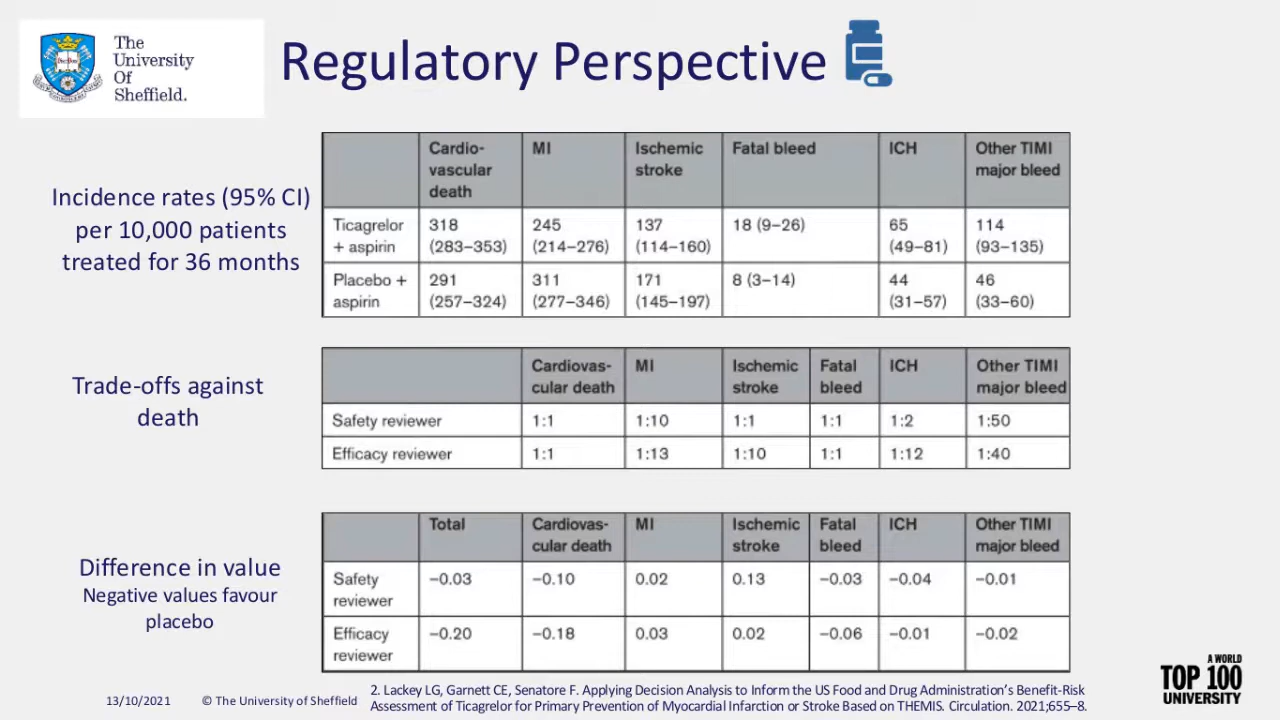 The
University
Of
Sheffield.
Regulatory Perspective
Incidence rates (95% CI)
per 10,000 patients
treated for 36 months
Cardio-
vascular
death
MI
Ischemic
stroke
Fatal bleed
ICH
Other TIMI
major bleed
Ticagrelor
+ aspirin
318
(283–353)
245
(214–276)
137
(114–160)
18 (9–26)
65
(49–81)
114
(93–135)
Placebo +
aspirin
291
(257–324)
311
(277–346)
171
(145–197)
8 (3–14)
44
(31–57)
46
(33–60)
Trade-offs against
death
Cardiovas-
cular death
MI
Ischemic
stroke
Fatal
bleed
ICH
Other TIMI
major bleed
Safety reviewer 1:1 1:10 1:1 1:1 1:2 1:50
Efficacy reviewer 1:1 1:13 1:10 1:1 1:12 1:40
Difference in value
Negative values favour
placebo
Total
Cardiovas-
cular death
MI
Ischemic
stroke
Fatal
bleed
ICH
Other TIMI
major bleed
Safety
reviewer
−0.03 −0.10 0.02 0.13 −0.03 −0.04 −0.01
Efficacy
reviewer
−0.20 −0.18 0.03 0.02 −0.06 −0.01 −0.02
13/10/2021
© The University of Sheffield
2. Lackey LG, Garnett CE, Senatore F. Applying Decision Analysis to Inform the US Food and Drug Administration's Benefit-Risk
Assessment of Ticagrelor for Primary Prevention of Myocardial Infarction or Stroke Based on THEMIS. Circulation. 2021;655–8.
A WORLD
TOP 100
UNIVERSITY